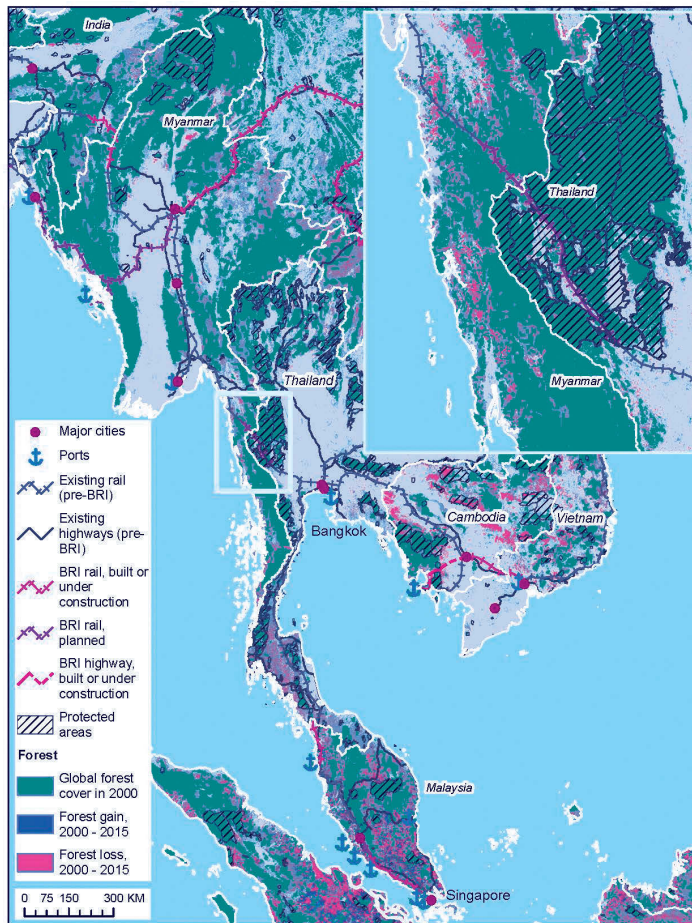 India
Myanmar
Thailand
Myanmar
Thailand
Bangkok
Cambodia
Vietnam
Malaysia
Singapore
Major cities
Ports
Existing rail
(pre-BRI)
Existing
highways (pre-
BRI)
BRI rail, built or
under
construction
BRI rail,
planned
BRI highway,
built or under
construction
Protected
areas
Forest
Global forest
cover in 2000
Forest gain,
2000 - 2015
Forest loss,
2000 - 2015
0 75 150 300 KM